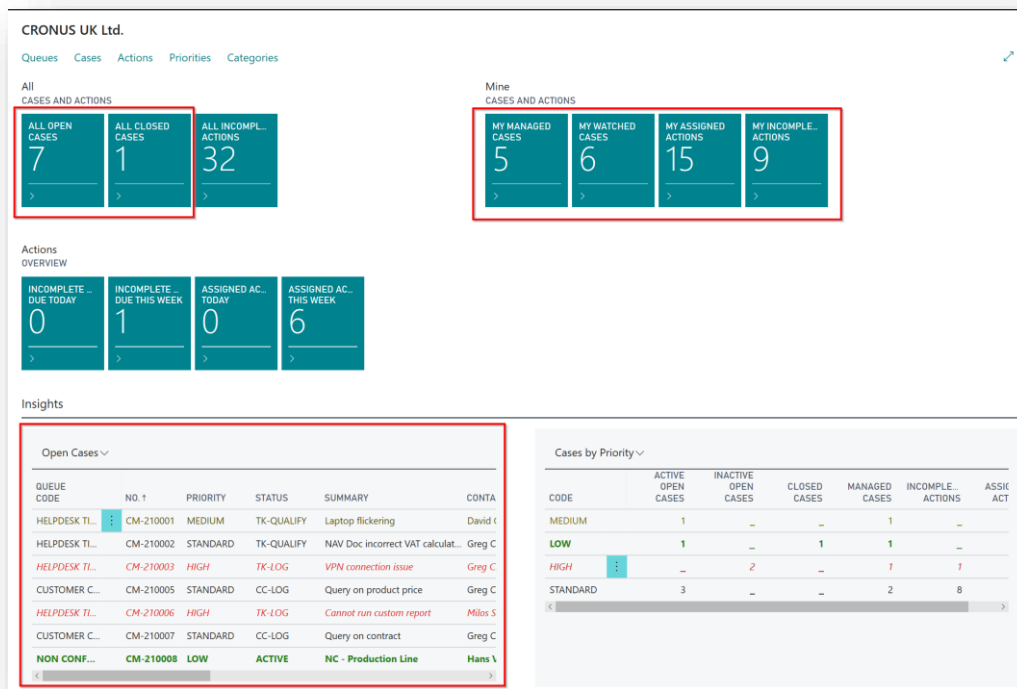 CRONUS UK Ltd.
Queues Cases Actions Priorities Categories
All
CASES AND ACTIONS
ALL OPEN CASES
7
ALL CLOSED CASES
1
ALL INCOMPL... ACTIONS
32
Mine
CASES AND ACTIONS
MY MANAGED CASES
5
MY WATCHED CASES
6
MY ASSIGNED ACTIONS
15
MY INCOMPLE... ACTIONS
9
Actions
OVERVIEW
INCOMPLETE ... DUE TODAY
0
INCOMPLETE ... DUE THIS WEEK
1
ASSIGNED AC... TODAY
0
ASSIGNED AC... THIS WEEK
6
Insights
Open Cases
QUEUE CODE NO. ↑ PRIORITY STATUS SUMMARY CONTA
HELPDESK TI... CM-210001 MEDIUM TK-QUALIFY Laptop flickering David (
HELPDESK TI... CM-210002 STANDARD TK-QUALIFY NAV Doc incorrect VAT calculat... Greg C
HELPDESK TI... CM-210003 HIGH TK-LOG VPN connection issue Greg C
CUSTOMER C... CM-210005 STANDARD CC-LOG Query on product price Greg C
HELPDESK TI... CM-210006 HIGH TK-LOG Cannot run custom report Milos S
CUSTOMER C... CM-210007 STANDARD CC-LOG Query on contract Greg C
NON CONF... CM-210008 LOW ACTIVE NC - Production Line Hans V
Cases by Priority
CODE ACTIVE OPEN CASES INACTIVE OPEN CASES CLOSED CASES MANAGED CASES INCOMPLE... ACTIONS ASSIG ACT
MEDIUM 1 _ _ 1 _
LOW 1 _ 1 1 _
HIGH _ 2 _ 1 1
STANDARD 3 _ _ 2 8